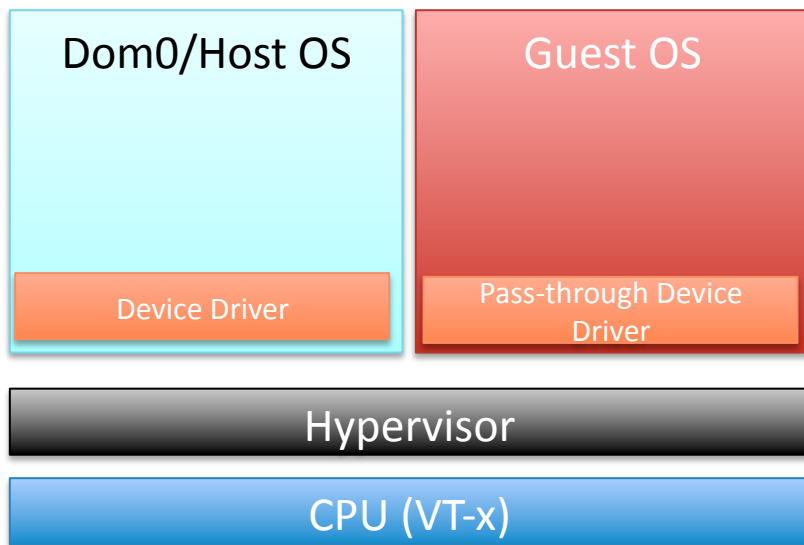 Dom0/Host OS
Guest OS
Device Driver
Pass-through Device
Driver
Hypervisor
CPU (VT-x)